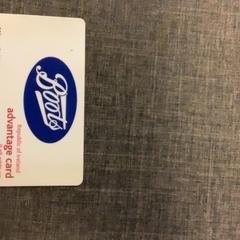 Boots
Republic of Ireland
advantage card